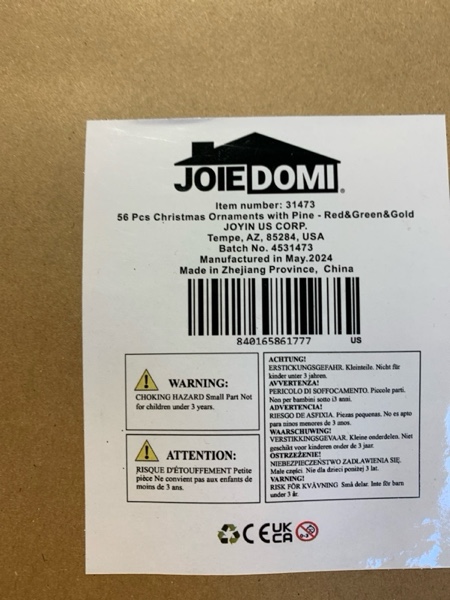 JOIEDOMI®
Item number: 31473
56 Pcs Christmas Ornaments with Pine - Red&Green&Gold
JOYIN US CORP.
Tempe, AZ, 85284, USA
Batch No. 4531473
Manufactured in May.2024
Made in Zhejiang Province, China
840165861777 US
WARNING:
CHOKING HAZARD Small Part Not
for children under 3 years.
ATTENTION:
RISQUE D'ÉTOUFFEMENT Petite
pièce Ne convient pas aux enfants de
moins de 3 ans.
ACHTUNG!
ERSTICKUNGSGEFAHR. Kleinteile. Nicht für
kinder unter 3 jahren.
AVVERTENZA!
PERICOLO DI SOFFOCAMENTO. Piccole parti.
Non per bambini sotto i3 anni.
ADVERTENCIA!
RIESGO DE ASFIXIA. Piezas pequenas. No es apto
para ninos menores de 3 anos.
WAARSCHUWING!
VERSTIKKINGSGEVAAR. Kleine onderdelen. Niet
geschikt voor kinderen onder de 3 jaar.
OSTRZEŻENIE!
NIEBEZPIECZEŃSTWO ZADŁAWIENIA SIĘ.
Małe części. Nie dla dzieci poniżej 3 lat.
VARNING!
RISK FÖR KVÄVNING Små delar. Inte för barn
under 3 år.
CE UK
CA 0-3